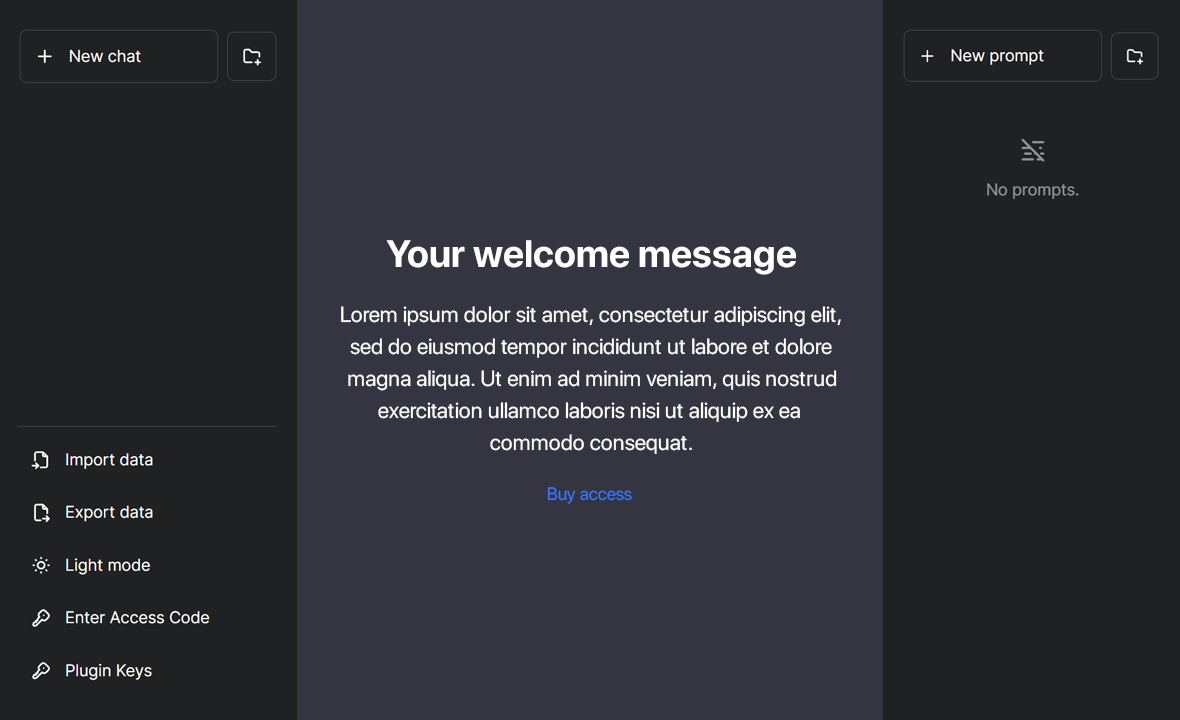 New chat
Import data
Export data
Light mode
Enter Access Code
Plugin Keys
Your welcome message
Lorem ipsum dolor sit amet, consectetur adipiscing elit,
sed do eiusmod tempor incididunt ut labore et dolore
magna aliqua. Ut enim ad minim veniam, quis nostrud
exercitation ullamco laboris nisi ut aliquip ex ea
commodo consequat.
Buy access
New prompt
No prompts.